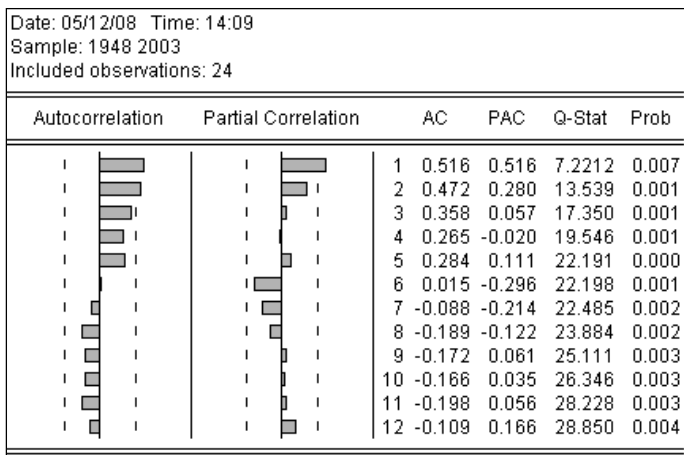 Date: 05/12/08 Time: 14:09
Sample: 1948 2003
Included observations: 24
Autocorrelation Partial Correlation AC PAC Q-Stat Prob
1 0.516 0.516 7.2212 0.007
2 0.472 0.280 13.539 0.001
3 0.358 0.057 17.350 0.001
4 0.265 -0.020 19.546 0.001
5 0.284 0.111 22.191 0.000
6 0.015 -0.296 22.198 0.001
7 -0.088 -0.214 22.485 0.002
8 -0.189 -0.122 23.884 0.002
9 -0.172 0.061 25.111 0.003
10 -0.166 0.035 26.346 0.003
11 -0.198 0.056 28.228 0.003
12 -0.109 0.166 28.850 0.004